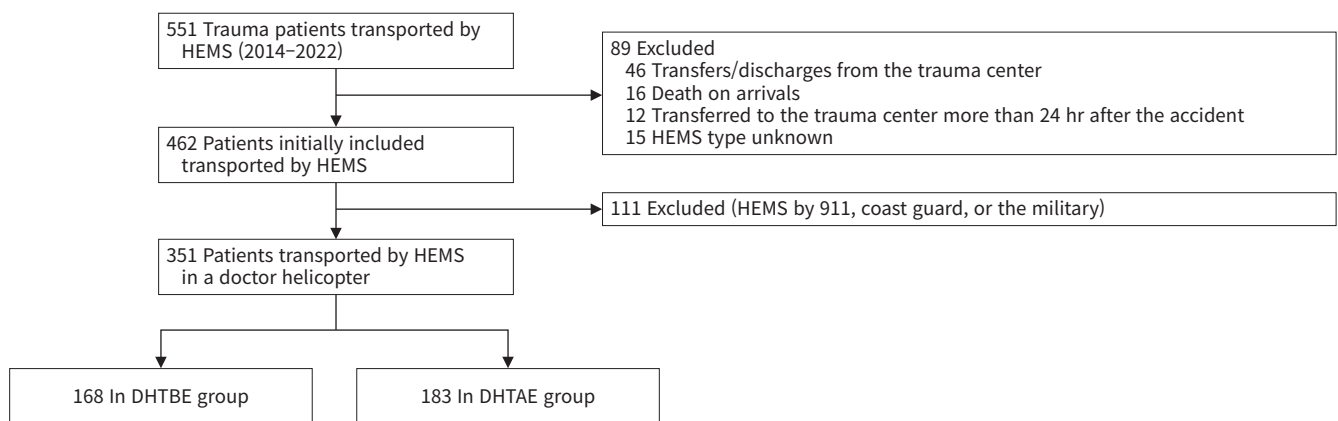 551 Trauma patients transported by
HEMS (2014–2022)
89 Excluded
46 Transfers/discharges from the trauma center
16 Death on arrivals
12 Transferred to the trauma center more than 24 hr after the accident
15 HEMS type unknown
462 Patients initially included
transported by HEMS
111 Excluded (HEMS by 911, coast guard, or the military)
351 Patients transported by HEMS
in a doctor helicopter
168 In DHTBE group
183 In DHTAE group